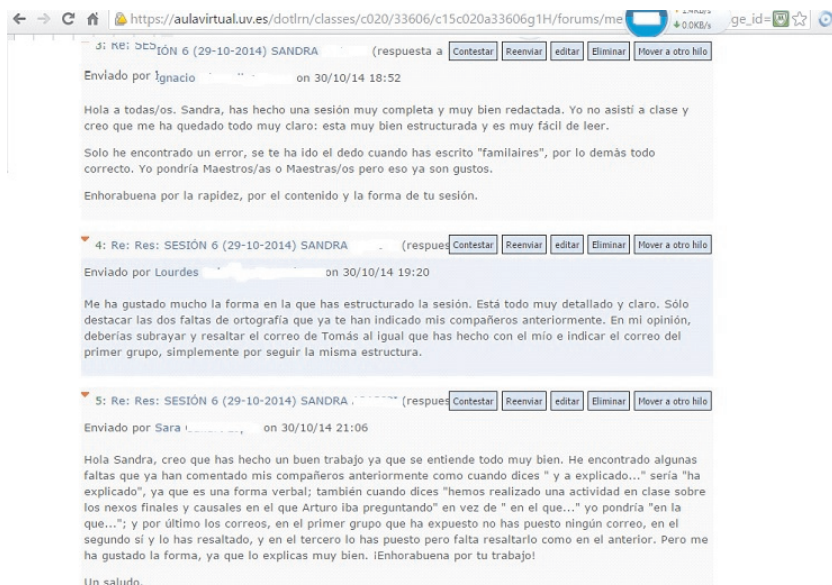 https://aulavirtual.uv.es/dotlrn/classes/c020/33606/c15c020a33606g1H/forums/me ge_id=
0.0KB/s
3: Re: SESIÓN 6 (29-10-2014) SANDRA (respuesta a Contestar Reenviar editar Eliminar Mover a otro hilo
Enviado por Ignacio on 30/10/14 18:52
Hola a todas/os. Sandra, has hecho una sesión muy completa y muy bien redactada. Yo no asistí a clase y
creo que me ha quedado todo muy claro: esta muy bien estructurada y es muy fácil de leer.
Solo he encontrado un error, se te ha ido el dedo cuando has escrito "familaires", por lo demás todo
correcto. Yo pondría Maestros/as o Maestras/os pero eso ya son gustos.
Enhorabuena por la rapidez, por el contenido y la forma de tu sesión.
4: Re: Res: SESIÓN 6 (29-10-2014) SANDRA (respues Contestar Reenviar editar Eliminar Mover a otro hilo
Enviado por Lourdes on 30/10/14 19:20
Me ha gustado mucho la forma en la que has estructurado la sesión. Está todo muy detallado y claro. Sólo
destacar las dos faltas de ortografía que ya te han indicado mis compañeros anteriormente. En mi opinión,
deberías subrayar y resaltar el correo de Tomás al igual que has hecho con el mío e indicar el correo del
primer grupo, simplemente por seguir la misma estructura.
5: Re: Res: SESIÓN 6 (29-10-2014) SANDRA (respues Contestar Reenviar editar Eliminar Mover a otro hilo
Enviado por Sara on 30/10/14 21:06
Hola Sandra, creo que has hecho un buen trabajo ya que se entiende todo muy bien. He encontrado algunas
faltas que ya han comentado mis compañeros anteriormente como cuando dices " y a explicado..." sería "ha
explicado", ya que es una forma verbal; también cuando dices "hemos realizado una actividad en clase sobre
los nexos finales y causales en el que Arturo iba preguntando" en vez de " en el que..." yo pondría "en la
que..."; y por último los correos, en el primer grupo que ha expuesto no has puesto ningún correo, en el
segundo sí y lo has resaltado, y en el tercero lo has puesto pero falta resaltarlo como en el anterior. Pero me
ha gustado la forma, ya que lo explicas muy bien. ¡Enhorabuena por tu trabajo!
Un saludo.